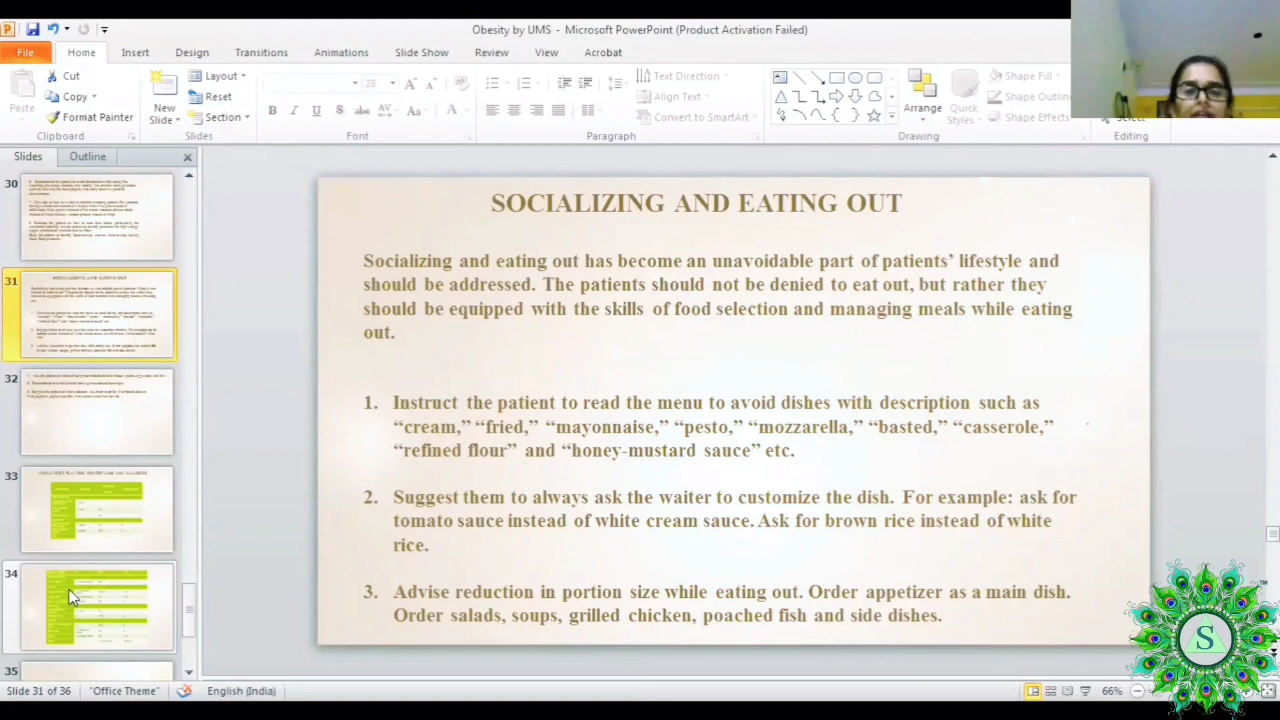 Obesity by UMS - Microsoft PowerPoint (Product Activation Failed)
File Home Insert Design Transitions Animations Slide Show Review View Acrobat
Paste
Cut
Copy
Format Painter
Clipboard
New Slide
Layout
Reset
Section
Slides
28
Font
Text Direction
Align Text
Convert to SmartArt
Paragraph
Arrange
Quick Styles
Shape Fill
Shape Outline
Shape Effects
Drawing
Select
Editing
Slides Outline
30
31
32
33
34
35
SOCIALIZING AND EATING OUT
Socializing and eating out has become an unavoidable part of patients’ lifestyle and
should be addressed. The patients should not be advised to eat out, but rather they
should be equipped with the skills of food selection and managing meals while eating
out.
1. Instruct the patient to read the menu to avoid dishes with description such as
“cream,” “fried,” “mayonnaise,” “pesto,” “mozzarella,” “basted,” “casserole,”
“refined flour” and “honey-mustard sauce” etc.
2. Suggest them to always ask the waiter to customize the dish. For example: ask for
tomato sauce instead of white cream sauce. Ask for brown rice instead of white
rice.
3. Advise reduction in portion size while eating out. Order appetizer as a main dish.
Order salads, soups, grilled chicken, poached fish and side dishes.
S
TM
Slide 31 of 36 "Office Theme" English (India) 66%